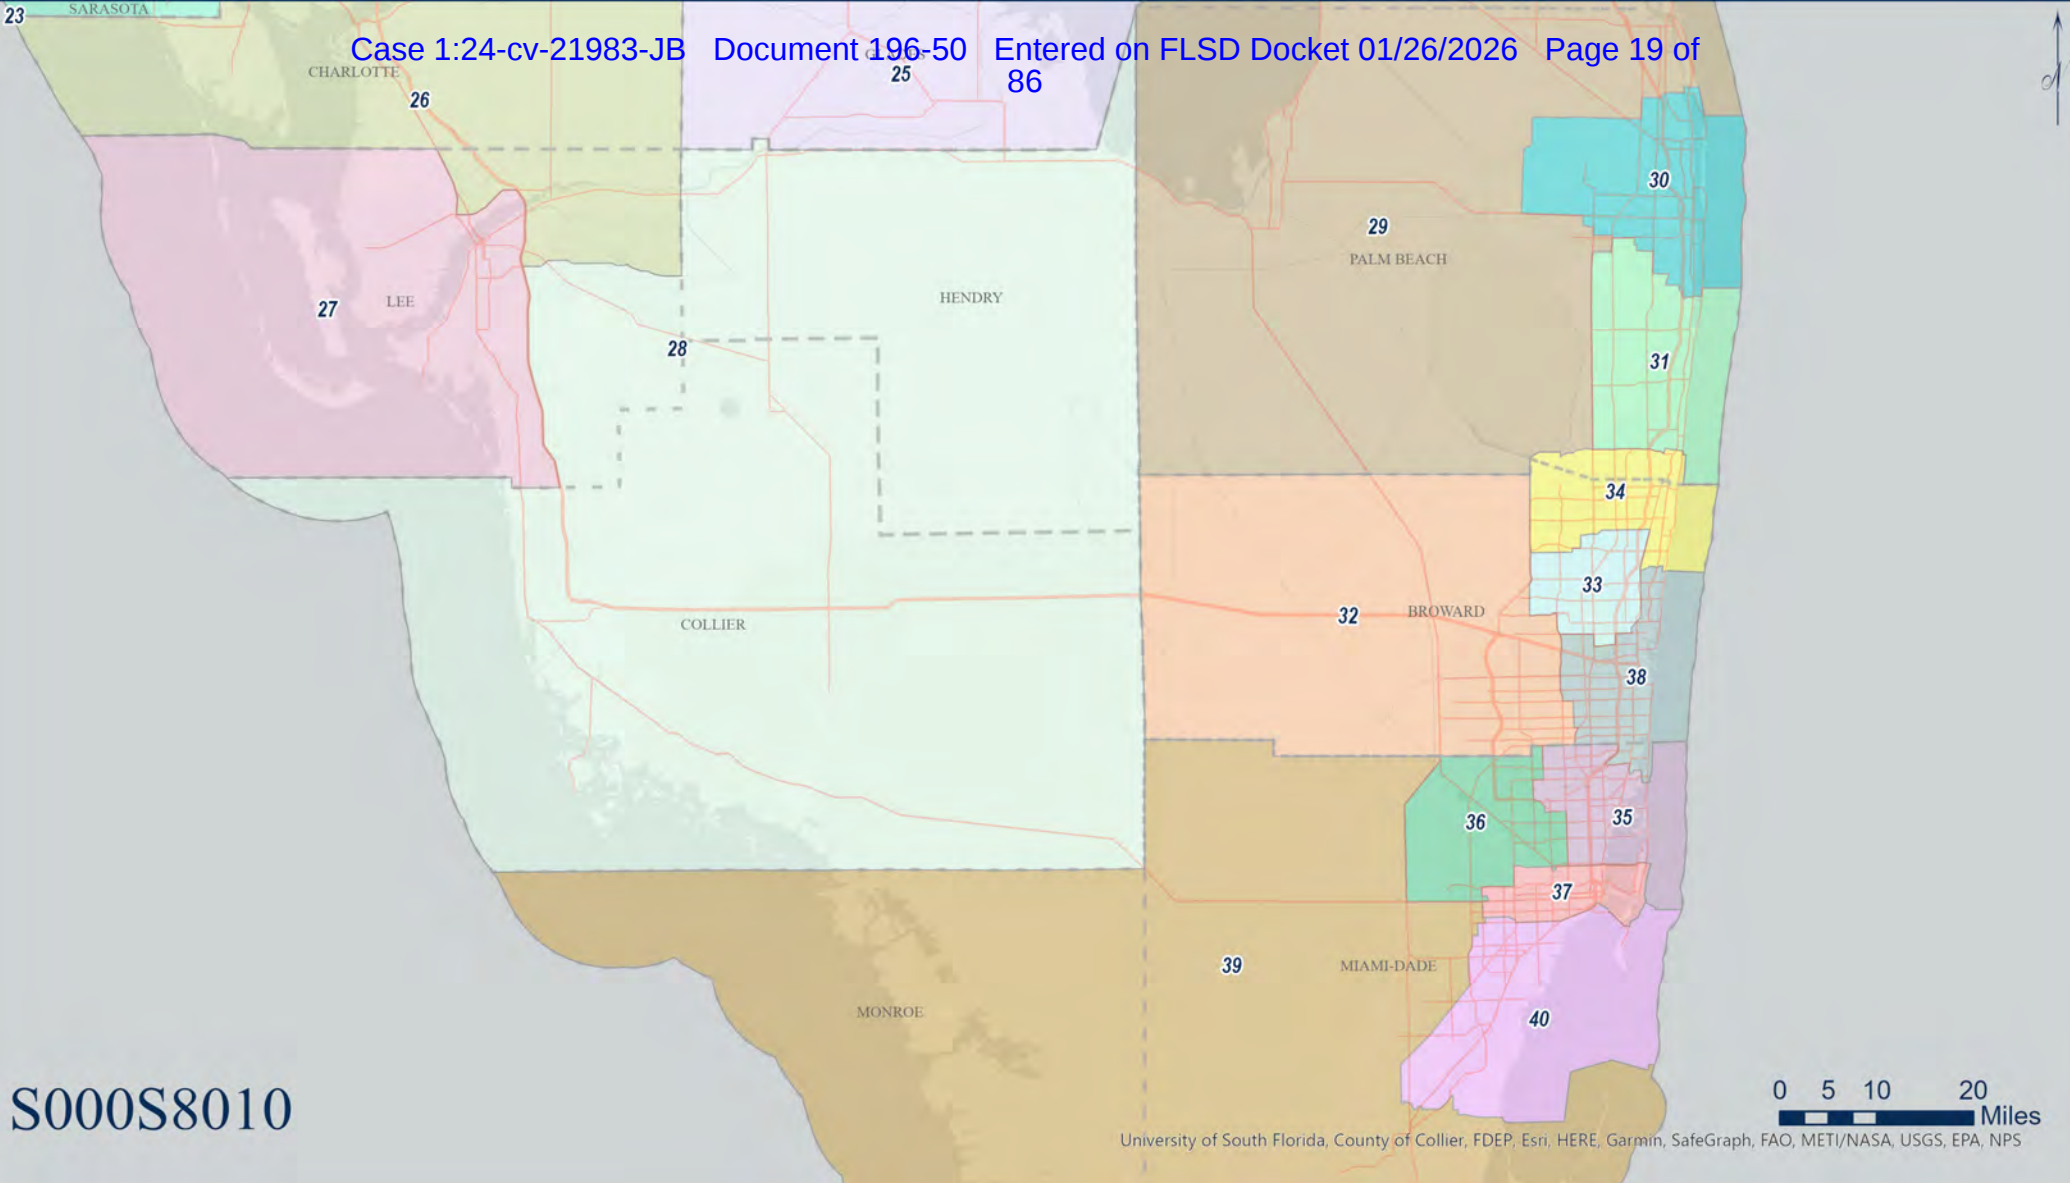 23
SARASOTA
Case 1:24-cv-21983-JB Document 196-50 Entered on FLSD Docket 01/26/2026 Page 19 of
86
CHARLOTTE
25
26
30
29
PALM BEACH
27
LEE
HENDRY
28
31
34
33
32
BROWARD
COLLIER
38
36
35
37
39
MIAMI-DADE
MONROE
40
S000S8010
0 5 10 20
Miles
University of South Florida, County of Collier, FDEP, Esri, HERE, Garmin, SafeGraph, FAO, METI/NASA, USGS, EPA, NPS